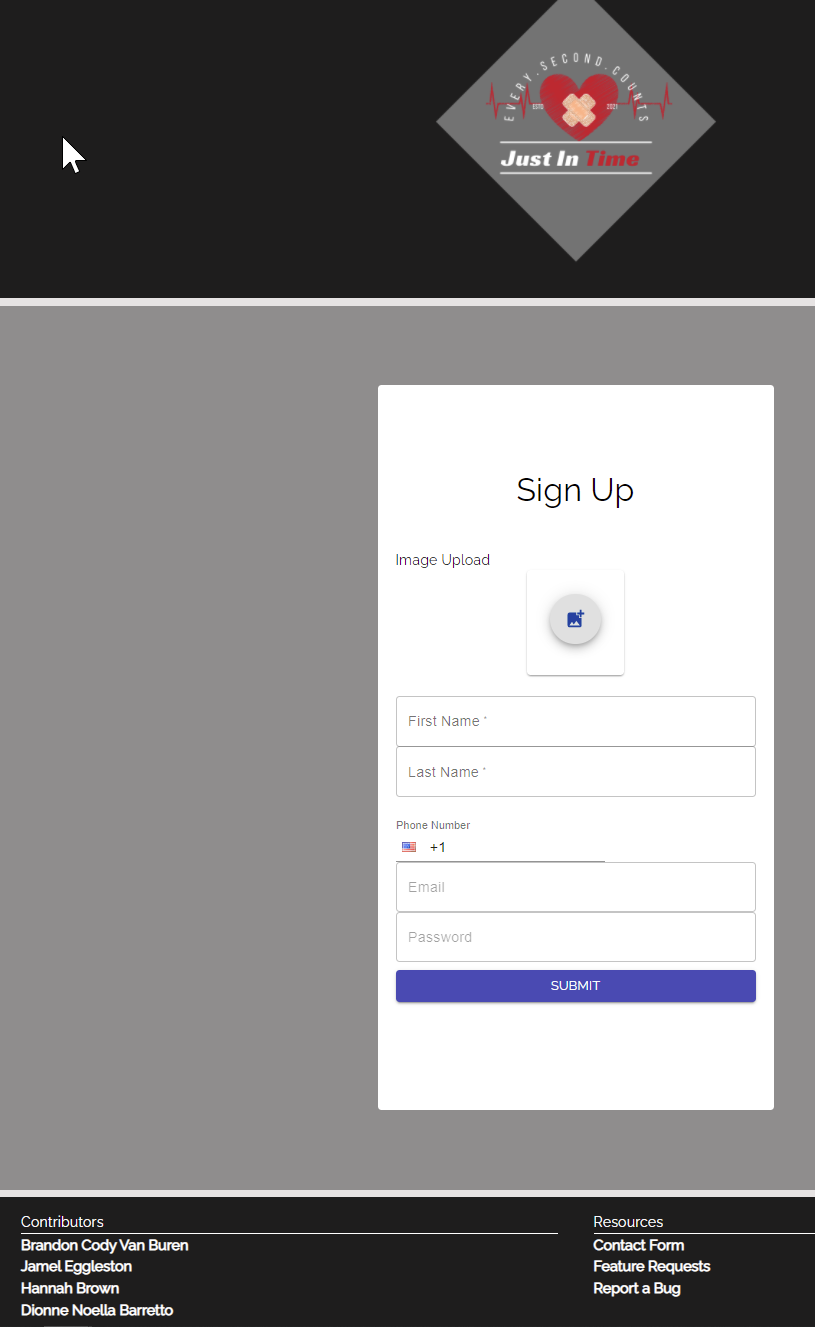 EVERY.SECOND.COUNTS
ESTD 2021
Just In Time
Sign Up
Image Upload
First Name *
Last Name *
Phone Number
+1
Email
Password
SUBMIT
Contributors
Brandon Cody Van Buren
Jamel Eggleston
Hannah Brown
Dionne Noella Barretto
Resources
Contact Form
Feature Requests
Report a Bug